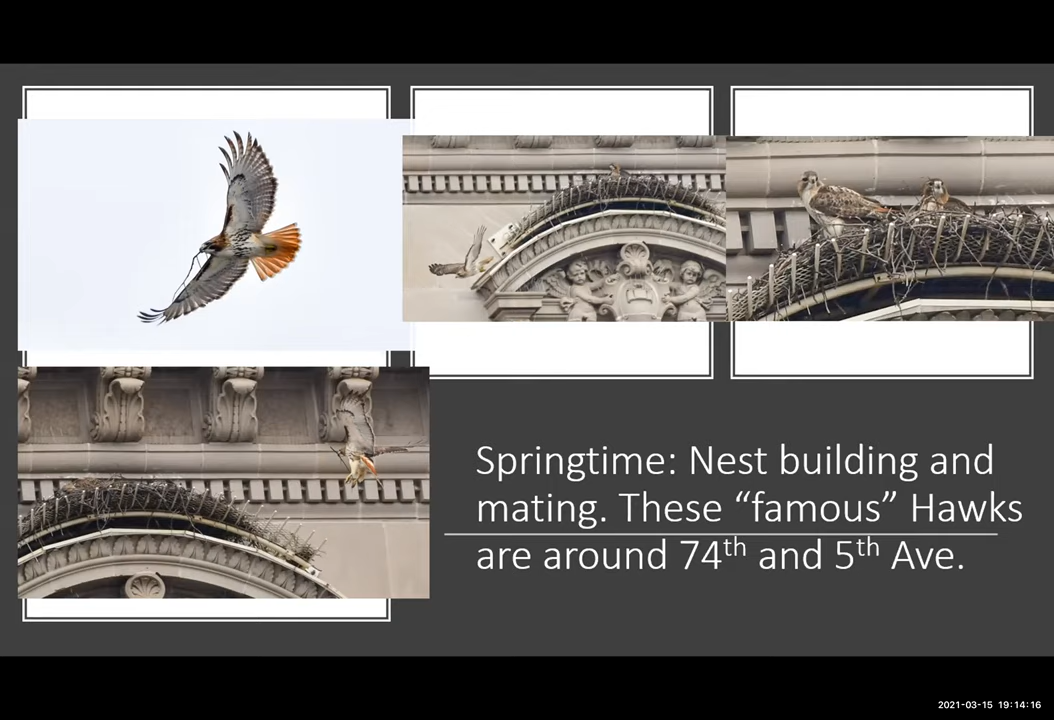 Springtime: Nest building and
mating. These “famous” Hawks
are around 74th and 5th Ave.
2021-03-15 19:14:16